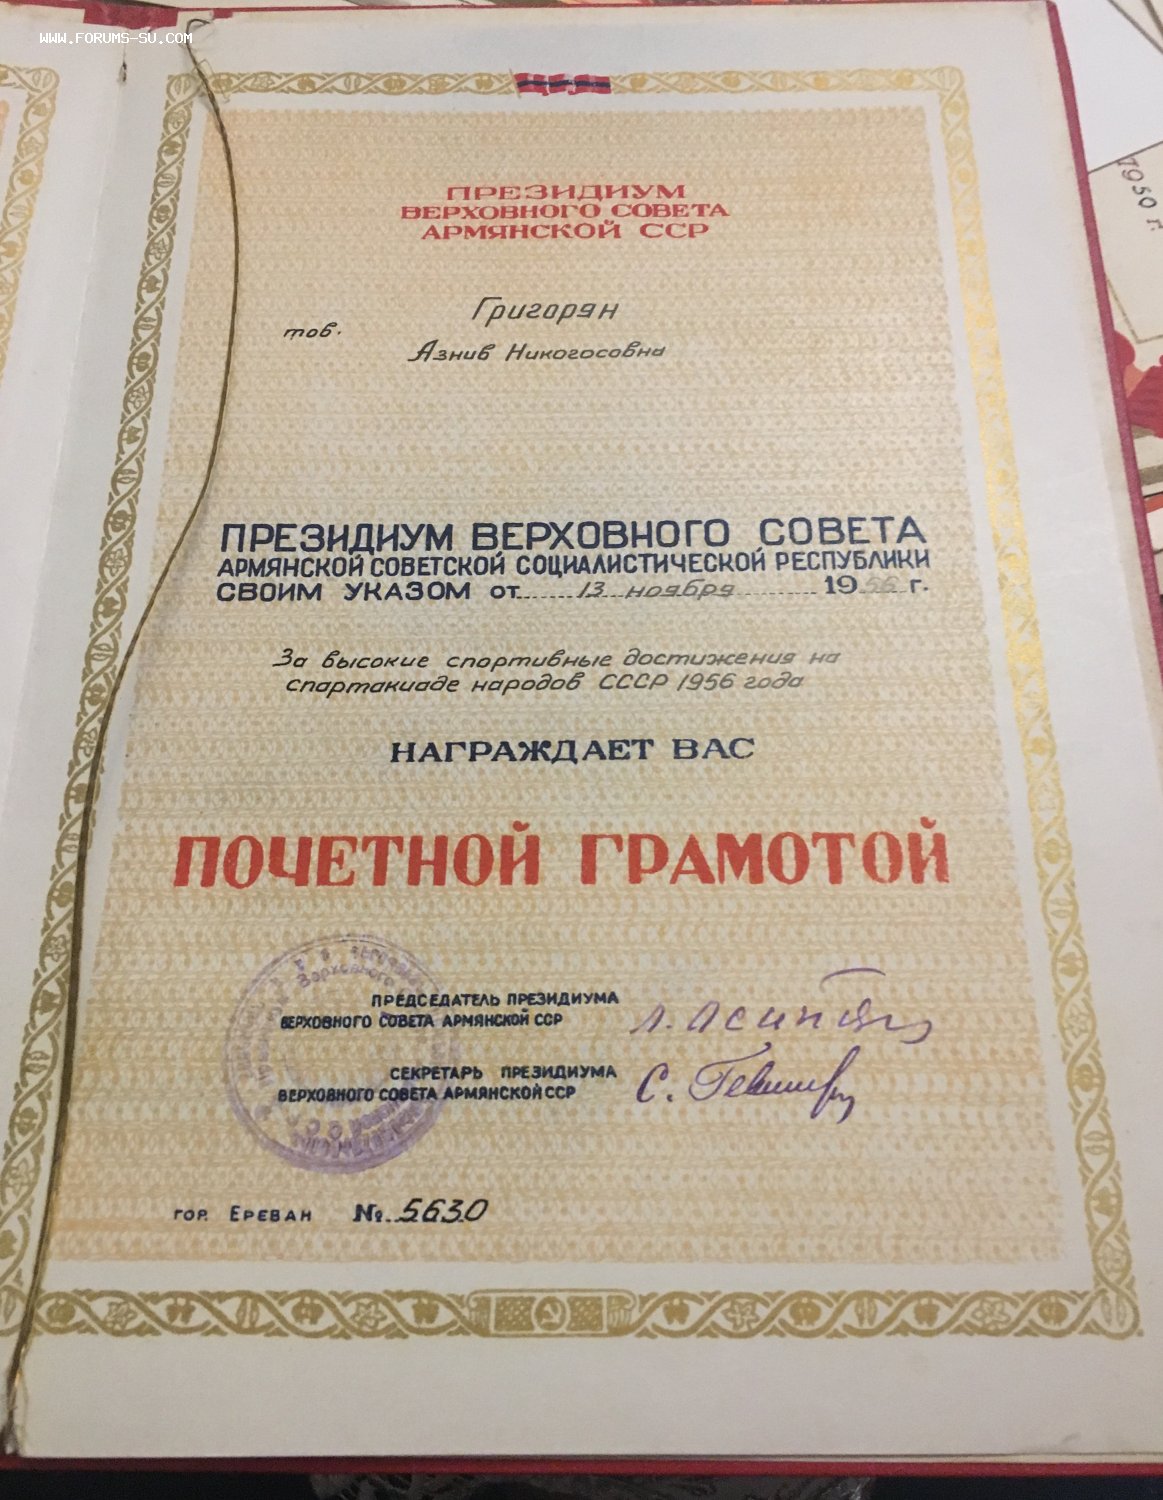 WWW.FORUMS-SU.COM
ПРЕЗИДИУМ
ВЕРХОВНОГО СОВЕТА
АРМЯНСКОЙ ССР
1950 г.
Григорян
тов.
Азнив Никогосовна
ПРЕЗИДИУМ ВЕРХОВНОГО СОВЕТА
АРМЯНСКОЙ СОВЕТСКОЙ СОЦИАЛИСТИЧЕСКОЙ РЕСПУБЛИКИ
СВОИМ УКАЗОМ от 13 ноября 1956 г.
За высокие спортивные достижения на
спартакиаде народов СССР 1956 года
НАГРАЖДАЕТ ВАС
ПОЧЕТНОЙ ГРАМОТОЙ
Верховного
ПРЕДСЕДАТЕЛЬ ПРЕЗИДИУМА
ВЕРХОВНОГО СОВЕТА АРМЯНСКОЙ ССР
СЕКРЕТАРЬ ПРЕЗИДИУМА
ВЕРХОВНОГО СОВЕТА АРМЯНСКОЙ ССР
ГОР. ЕРЕВАН №. 5630